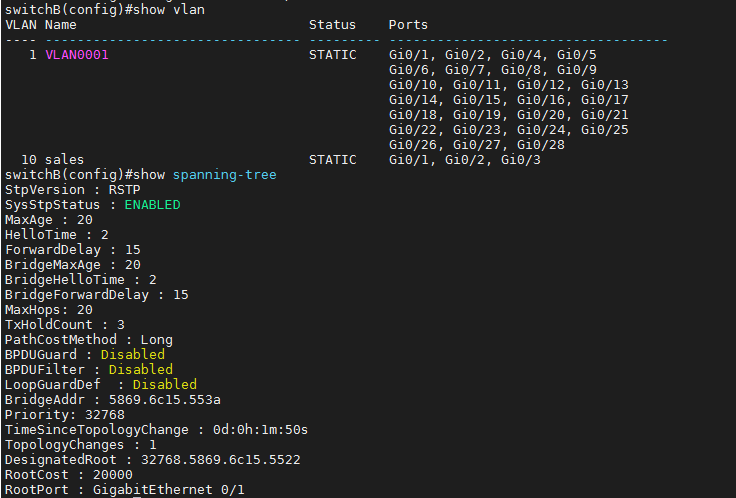 switchB(config)#show vlan
VLAN Name                             Status    Ports
---- -------------------------------- --------- -----------------------------------
   1 VLAN0001                         STATIC    Gi0/1, Gi0/2, Gi0/4, Gi0/5
                                                Gi0/6, Gi0/7, Gi0/8, Gi0/9
                                                Gi0/10, Gi0/11, Gi0/12, Gi0/13
                                                Gi0/14, Gi0/15, Gi0/16, Gi0/17
                                                Gi0/18, Gi0/19, Gi0/20, Gi0/21
                                                Gi0/22, Gi0/23, Gi0/24, Gi0/25
                                                Gi0/26, Gi0/27, Gi0/28
  10 sales                            STATIC    Gi0/1, Gi0/2, Gi0/3
switchB(config)#show spanning-tree
StpVersion : RSTP
SysStpStatus : ENABLED
MaxAge : 20
HelloTime : 2
ForwardDelay : 15
BridgeMaxAge : 20
BridgeHelloTime : 2
BridgeForwardDelay : 15
MaxHops: 20
TxHoldCount : 3
PathCostMethod : Long
BPDUGuard : Disabled
BPDUFilter : Disabled
LoopGuardDef  : Disabled
BridgeAddr : 5869.6c15.553a
Priority: 32768
TimeSinceTopologyChange : 0d:0h:1m:50s
TopologyChanges : 1
DesignatedRoot : 32768.5869.6c15.5522
RootCost : 20000
RootPort : GigabitEthernet 0/1